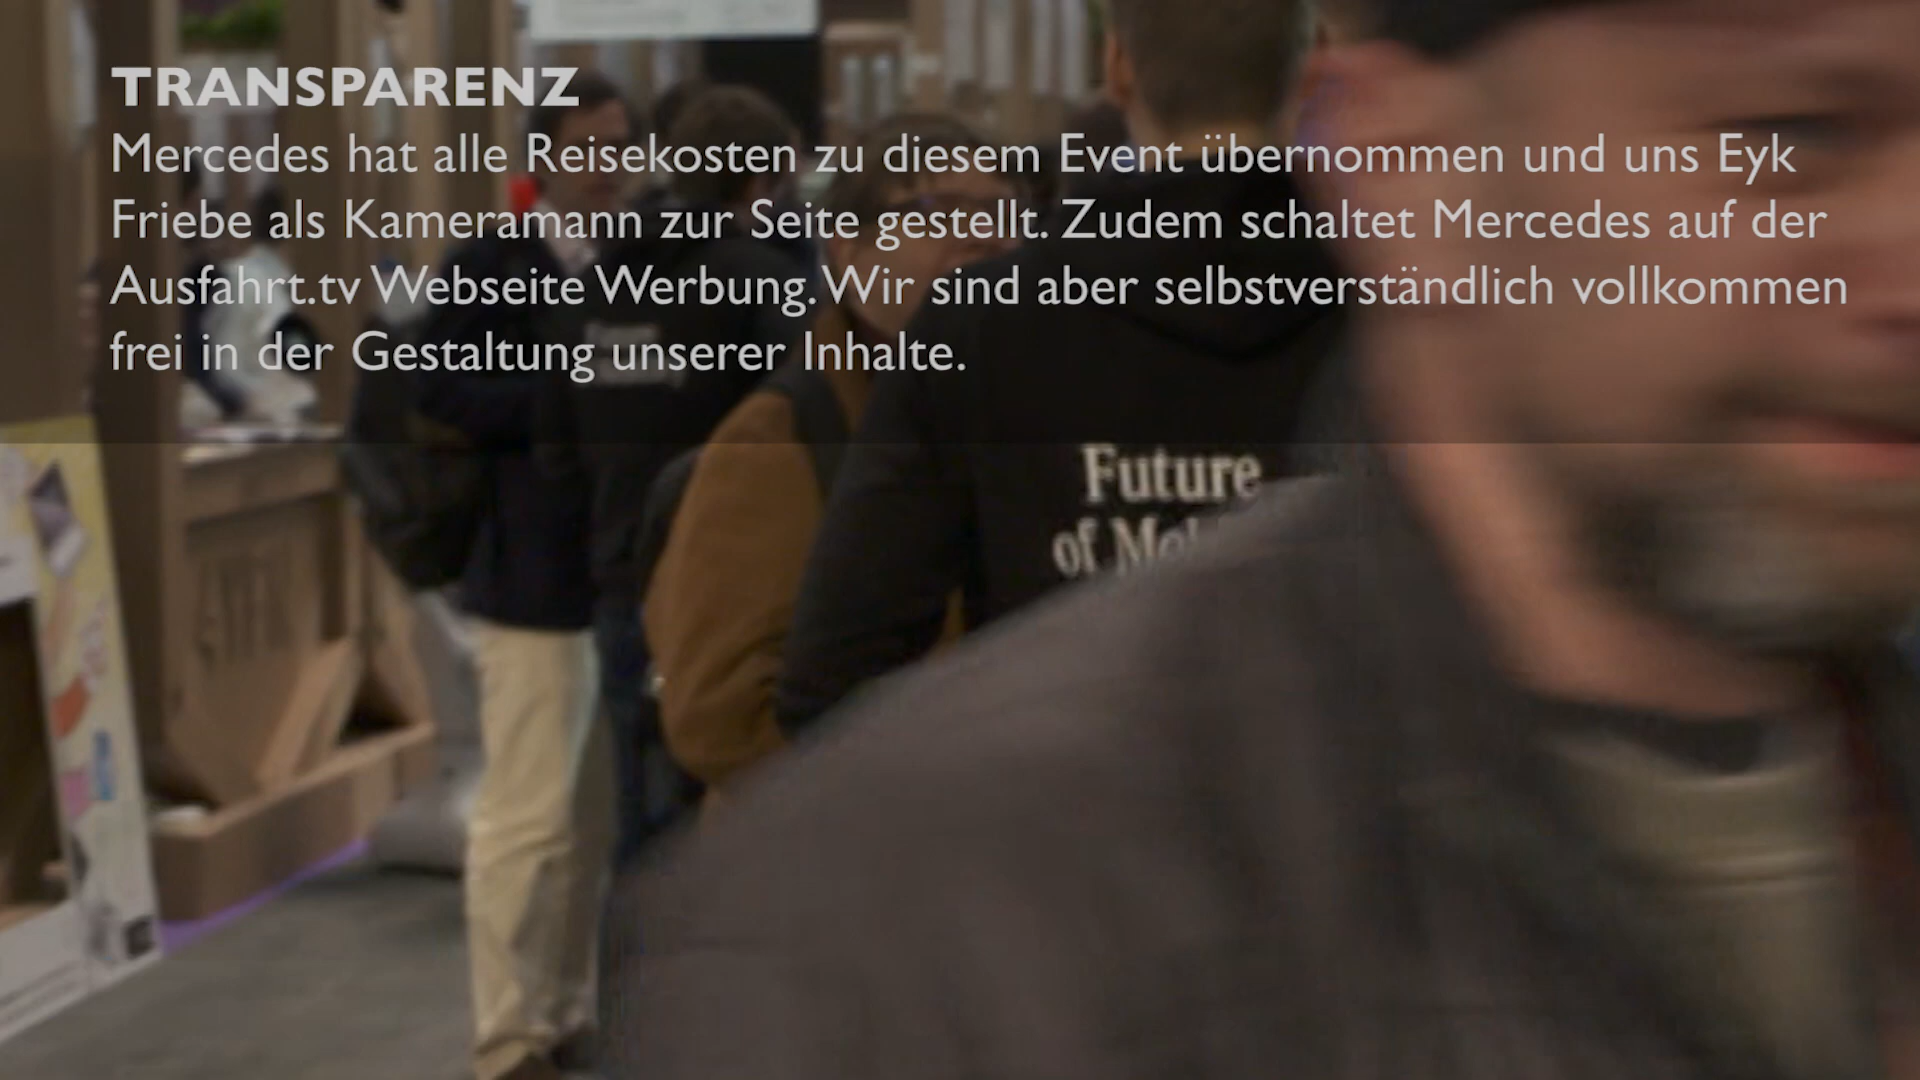 TRANSPARENZ
Mercedes hat alle Reisekosten zu diesem Event übernommen und uns Eyk
Friebe als Kameramann zur Seite gestellt. Zudem schaltet Mercedes auf der
Ausfahrt.tv Webseite Werbung. Wir sind aber selbstverständlich vollkommen
frei in der Gestaltung unserer Inhalte.
Future
of